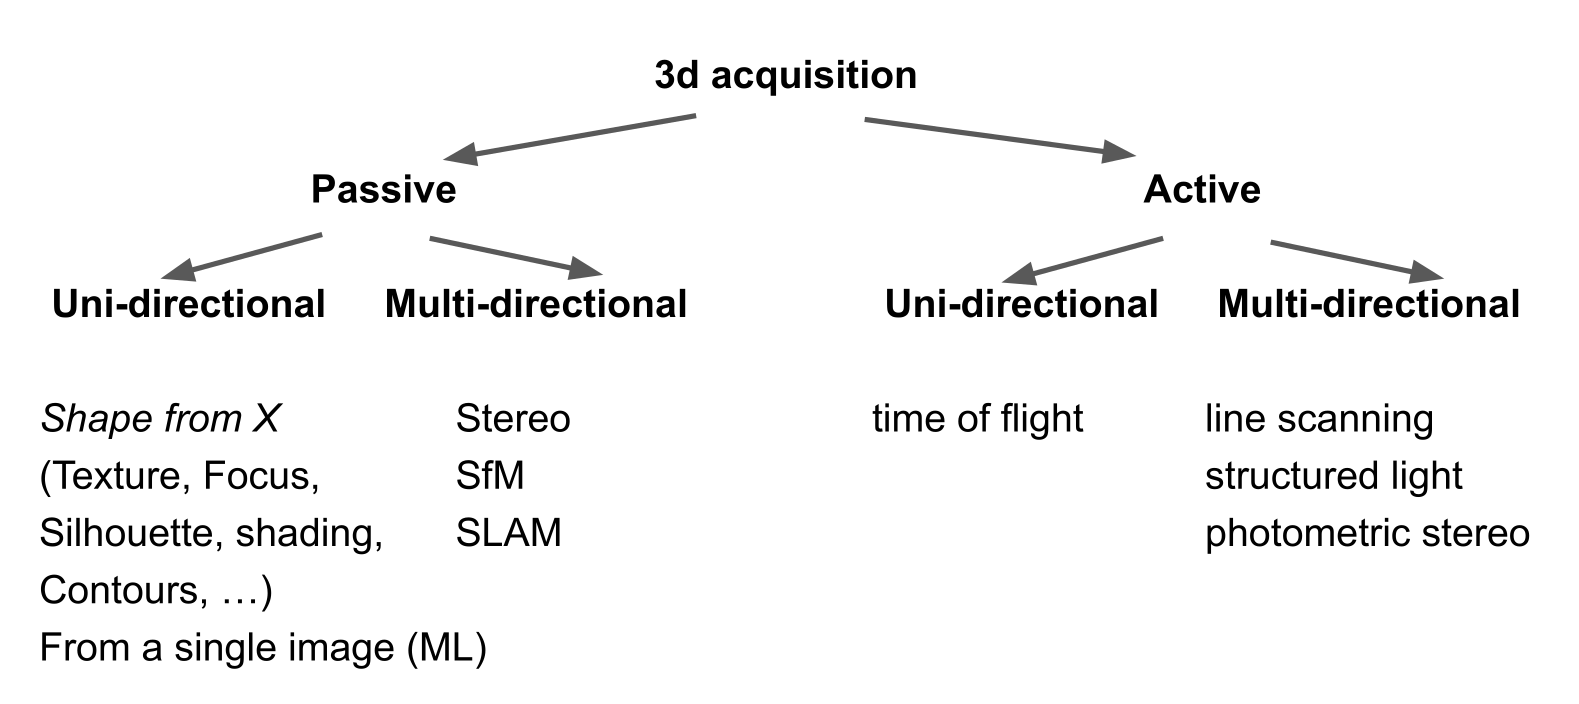 3d acquisition
Passive
Active
Uni-directional
Multi-directional
Uni-directional
Multi-directional
Shape from X
(Texture, Focus,
Silhouette, shading,
Contours, …)
From a single image (ML)
Stereo
SfM
SLAM
time of flight
line scanning
structured light
photometric stereo